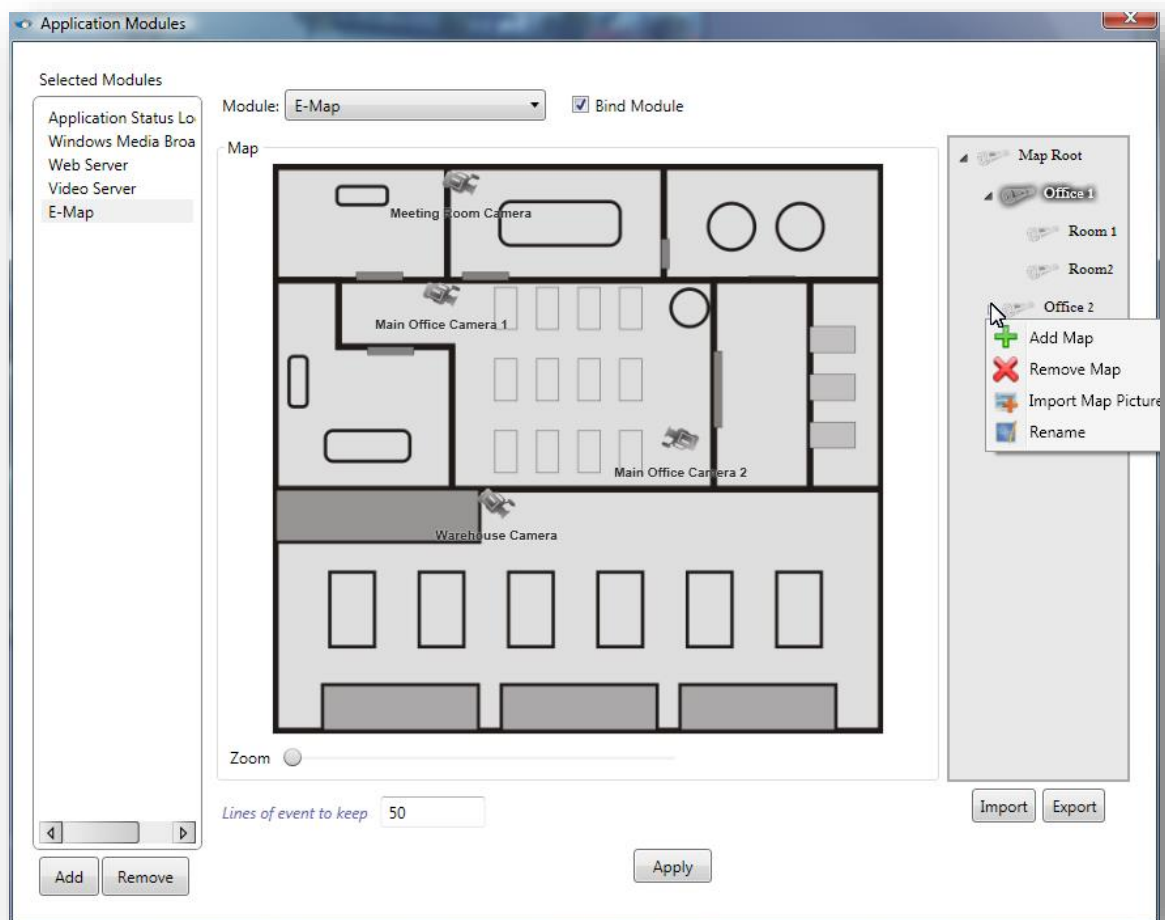 Application Modules
Selected Modules
Application Status Lo
Windows Media Broa
Web Server
Video Server
E-Map
Add
Remove
Module:
E-Map
Bind Module
Map
Meeting Room Camera
Main Office Camera 1
Main Office Camera 2
Warehouse Camera
Zoom
Lines of event to keep
50
Apply
Map Root
Office 1
Room 1
Room2
Office 2
Add Map
Remove Map
Import Map Picture
Rename
Import
Export